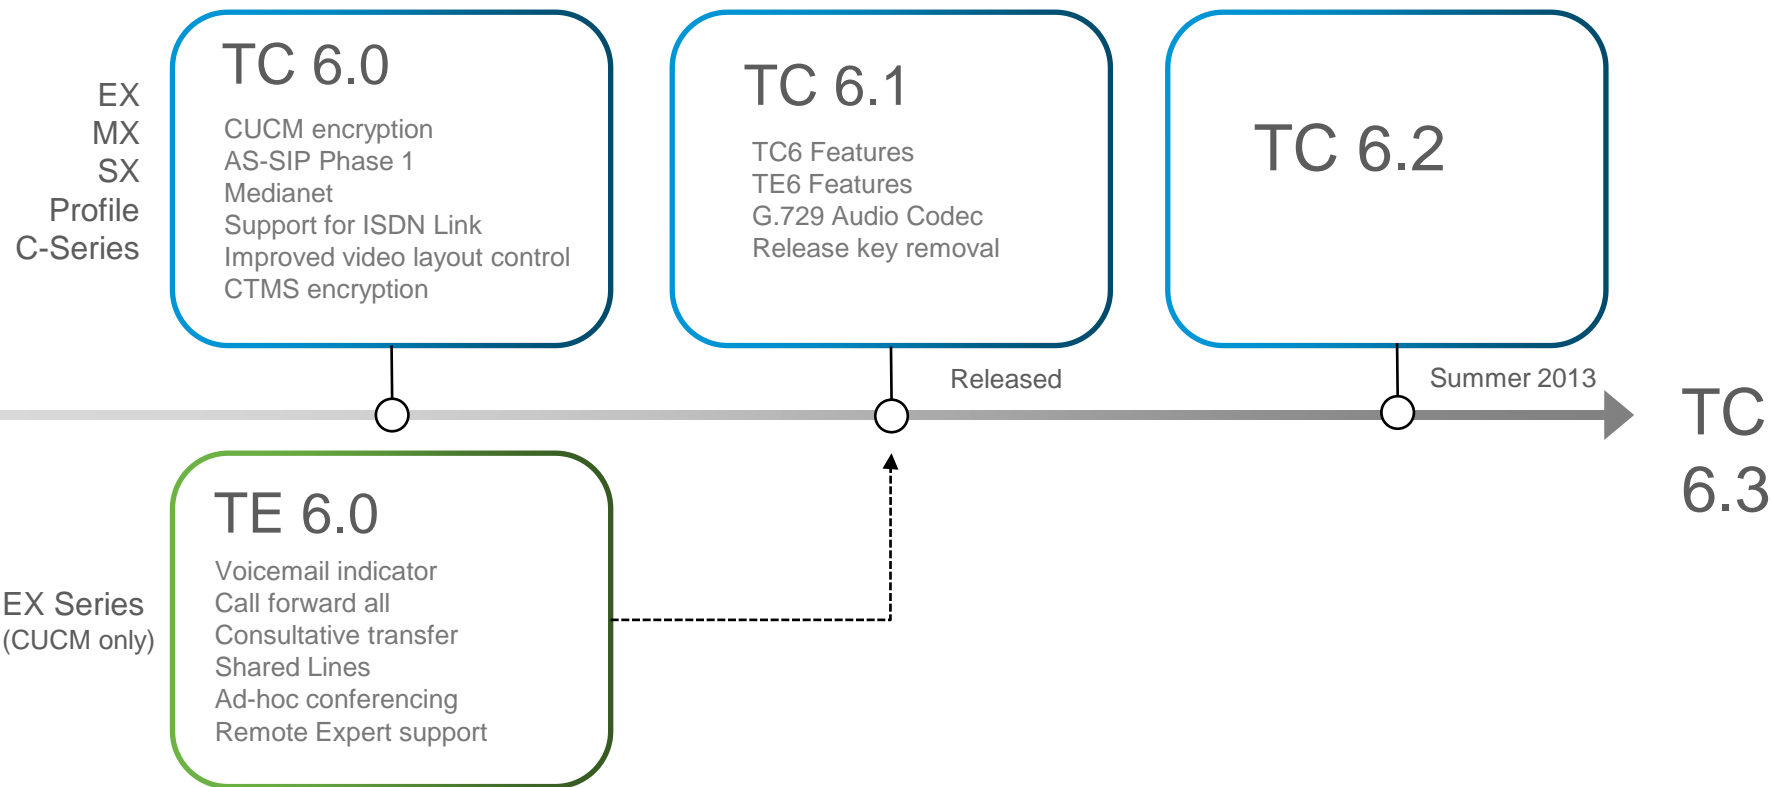 EX
MX
SX
Profile
C-Series
TC 6.0
CUCM encryption
AS-SIP Phase 1
Medianet
Support for ISDN Link
Improved video layout control
CTMS encryption
TC 6.1
TC6 Features
TE6 Features
G.729 Audio Codec
Release key removal
TC 6.2
Released
Summer 2013
TC
6.3
EX Series
(CUCM only)
TE 6.0
Voicemail indicator
Call forward all
Consultative transfer
Shared Lines
Ad-hoc conferencing
Remote Expert support